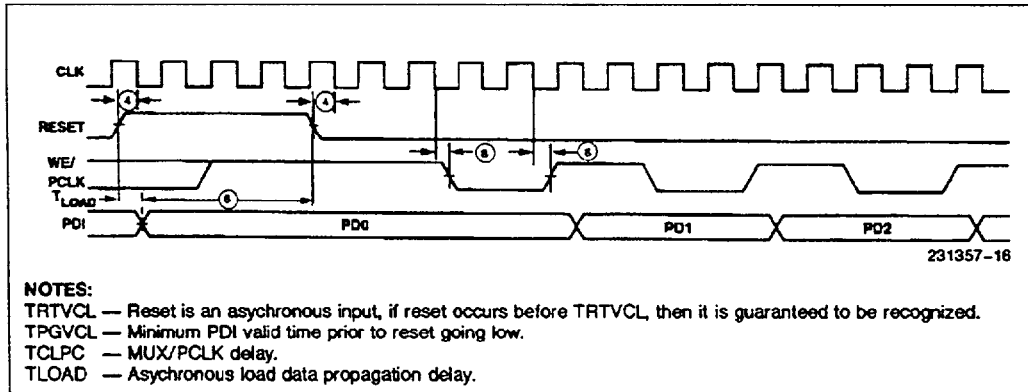 CLK
4 4
RESET
WE/
8 8
PCLK
TLOAD
6
PDI PD0 PD1 PD2
231357-16
NOTES:
TRTVCL — Reset is an asychronous input, if reset occurs before TRTVCL, then it is guaranteed to be recognized.
TPGVCL — Minimum PDI valid time prior to reset going low.
TCLPC — MUX/PCLK delay.
TLOAD — Asychronous load data propagation delay.